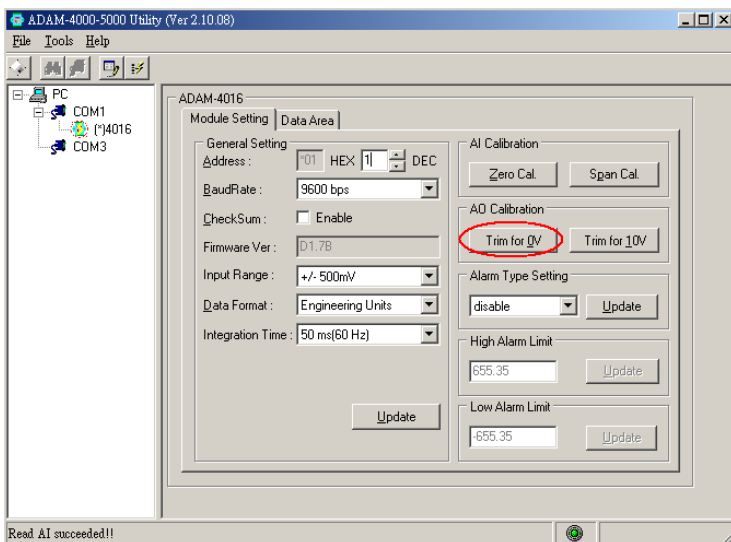 ADAM-4000-5000 Utility (Ver 2.10.08)
File Tools Help
PC
COM1
(*)4016
COM3
ADAM-4016
Module Setting Data Area
General Setting
Address : *01 HEX 1 DEC
BaudRate : 9600 bps
CheckSum : Enable
Firmware Ver : D1.7B
Input Range : +/- 500mV
Data Format : Engineering Units
Integration Time : 50 ms(60 Hz)
Update
AI Calibration
Zero Cal. Span Cal.
AO Calibration
Trim for 0V Trim for 10V
Alarm Type Setting
disable Update
High Alarm Limit
655.35 Update
Low Alarm Limit
-655.35 Update
Read AI succeeded!!